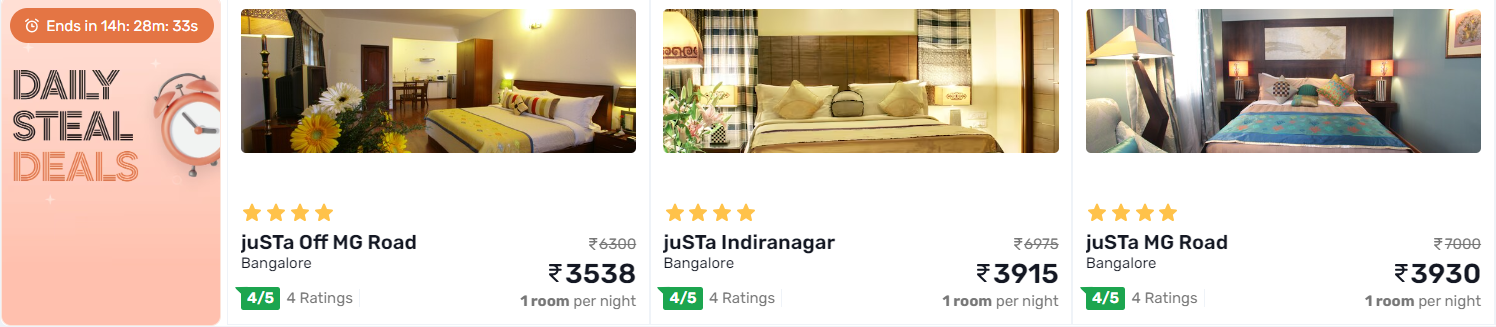 Ends in 14h: 28m: 33s
DAILY
STEAL
DEALS
juSTa Off MG Road
₹6300
Bangalore
₹3538
4/5 4 Ratings
1 room per night
juSTa Indiranagar
₹6975
Bangalore
₹3915
4/5 4 Ratings
1 room per night
juSTa MG Road
₹7000
Bangalore
₹3930
4/5 4 Ratings
1 room per night